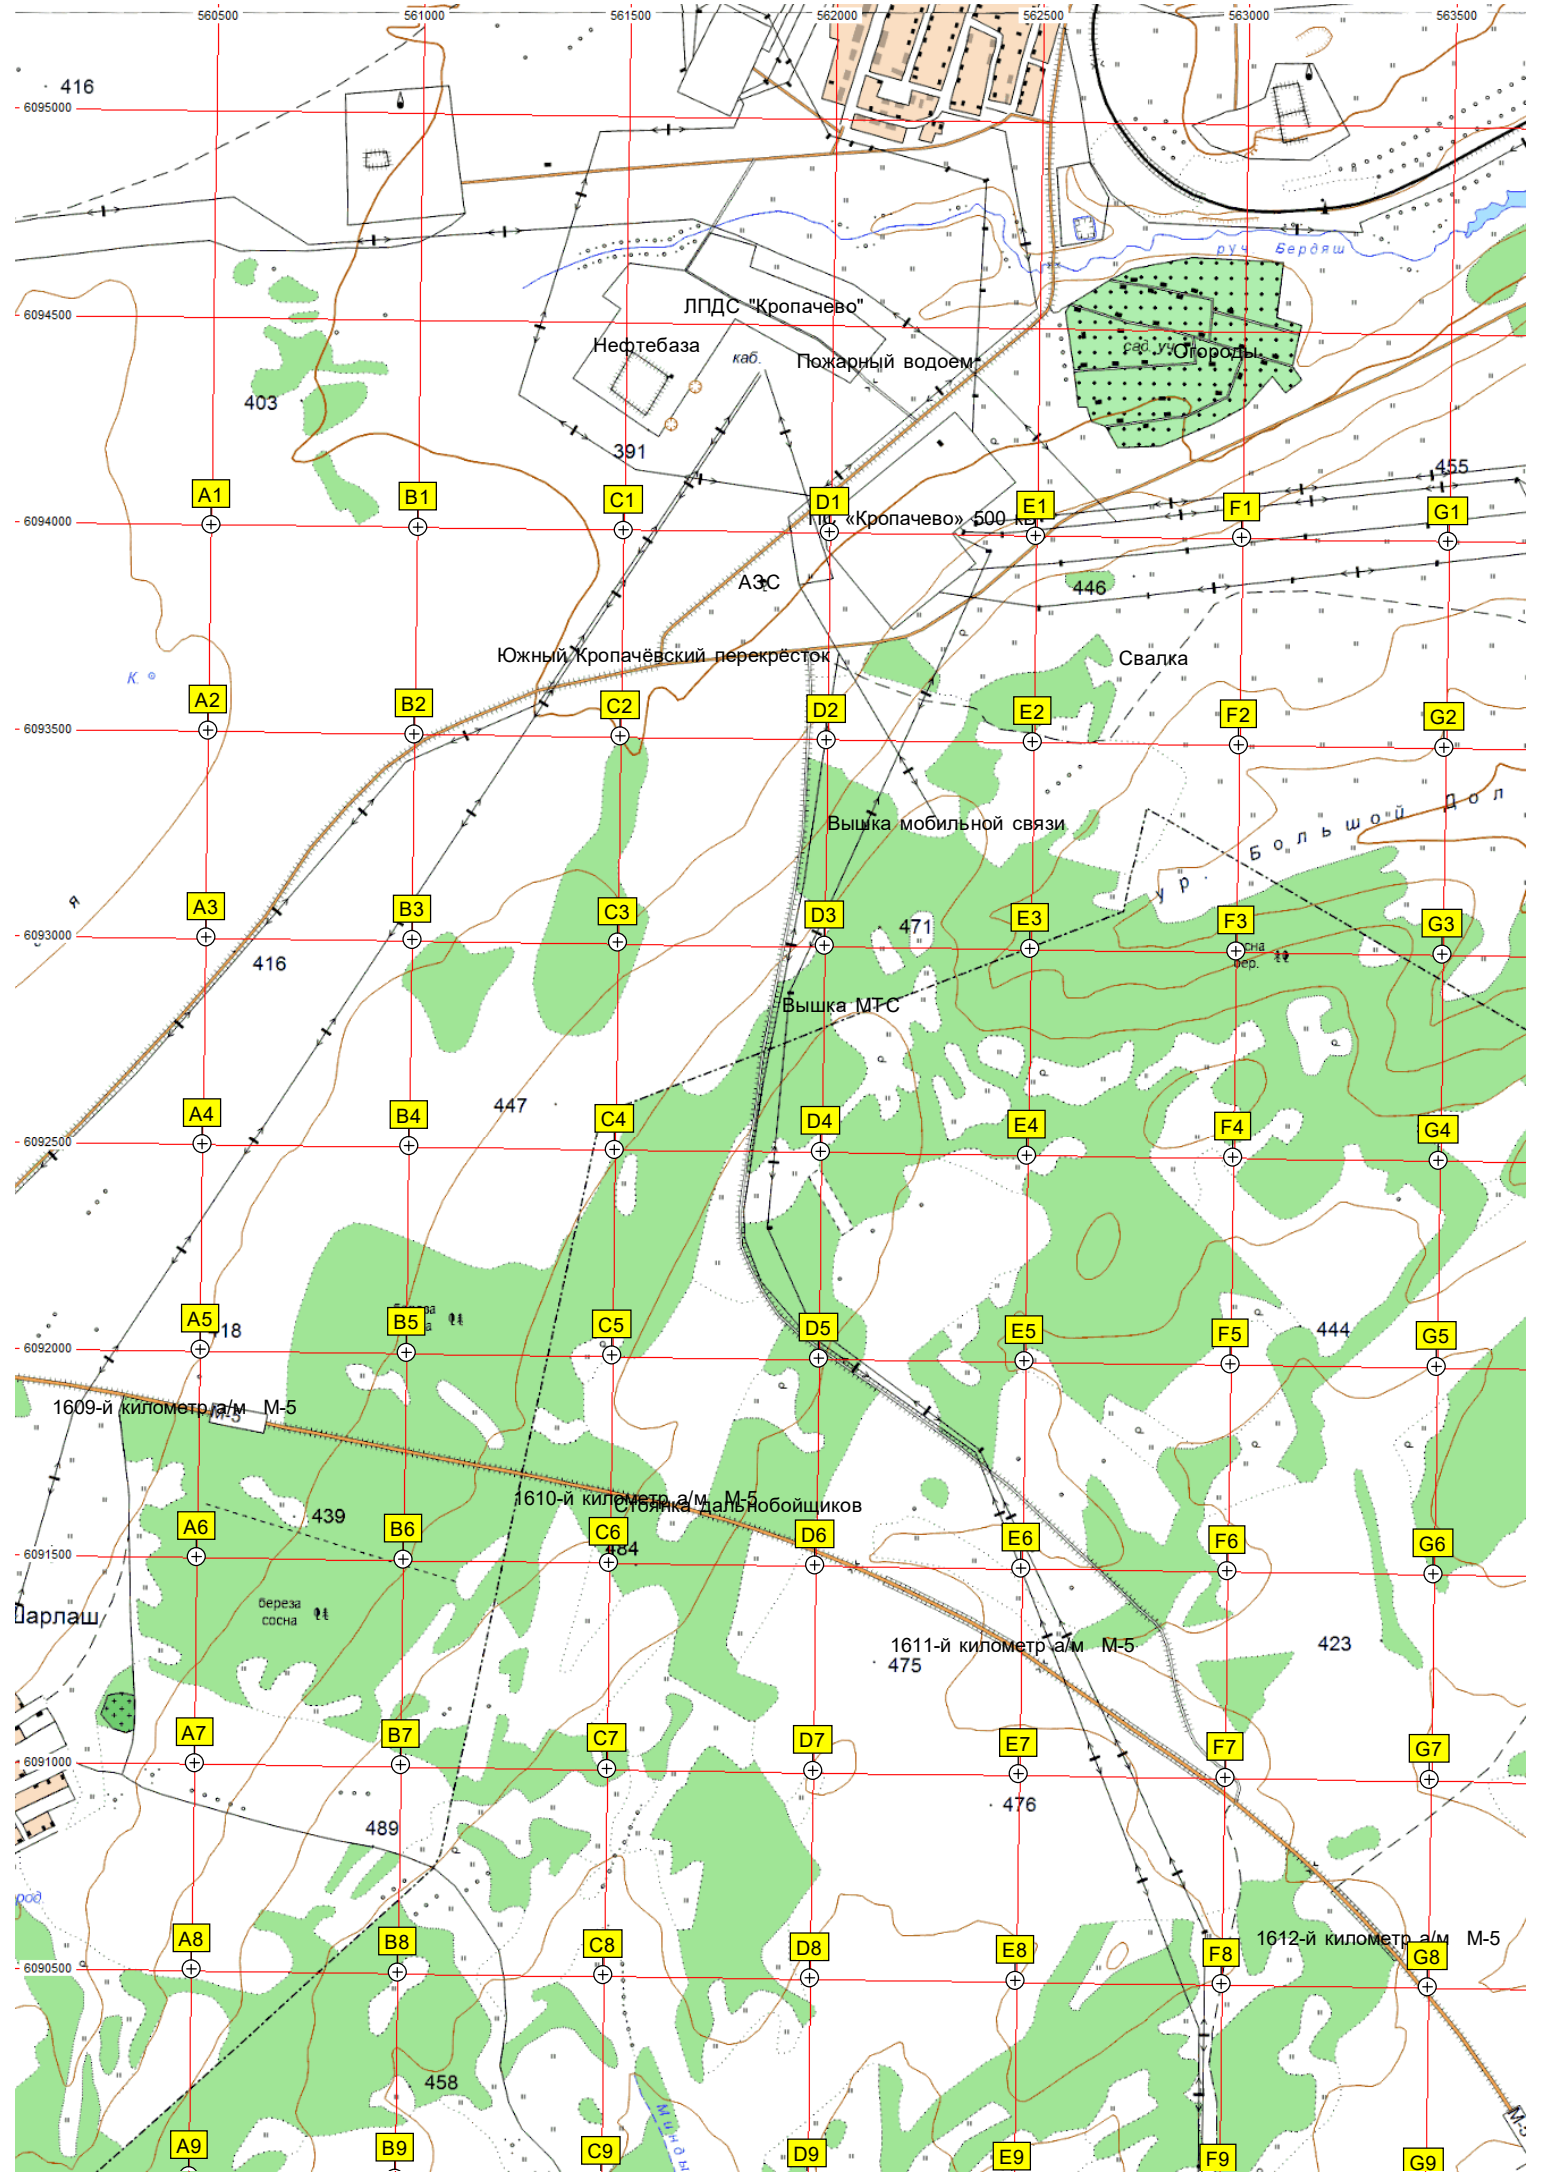 560500 561000 561500 562000 562500 563000 563500
416
6095000
руч. Бердяш
ЛПДС "Кропачево"
6094500
Нефтебаза
каб.
Пожарный водоем
сад. уч.
Огороды
403
391
455
A1 B1 C1 D1 E1 F1 G1
6094000
ПС «Кропачево» 500 кВ
АЗС
446
Южный Кропачёвский перекрёсток
Свалка
К.
A2 B2 C2 D2 E2 F2 G2
6093500
Вышка мобильной связи
ур. Большой Дол
я
A3 B3 C3 D3 E3 F3 G3
471
6093000
сна
бер.
416
Вышка МТС
447
A4 B4 C4 D4 E4 F4 G4
6092500
A5 B5 C5 D5 E5 F5 G5
418
444
6092000
1609-й километр а/м М-5
М-5
1610-й километр а/м М-5
Стоянка дальнобойщиков
439
A6 B6 C6 D6 E6 F6 G6
484
6091500
береза
сосна
Шарлаш
1611-й километр а/м М-5
423
475
A7 B7 C7 D7 E7 F7 G7
6091000
476
489
род.
A8 B8 C8 D8 E8 F8 G8
1612-й километр а/м М-5
6090500
458
Минды
М-5
A9 B9 C9 D9 E9 F9 G9